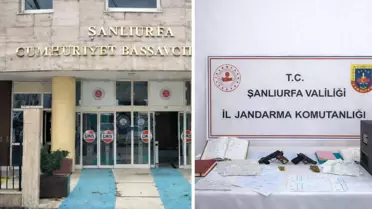 ŞANLIURFA
CUMHURİYET BAŞSAVCI
T.C.
ŞANLIURFA VALİLİĞİ
İL JANDARMA KOMUTANLIĞI